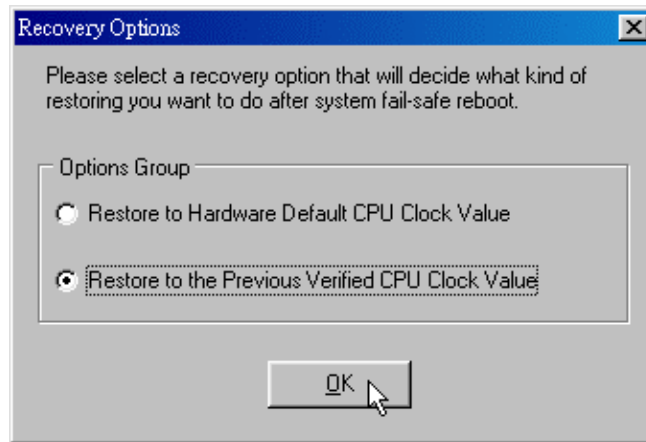 Recovery Options
Please select a recovery option that will decide what kind of
restoring you want to do after system fail-safe reboot.
Options Group
Restore to Hardware Default CPU Clock Value
Restore to the Previous Verified CPU Clock Value
OK